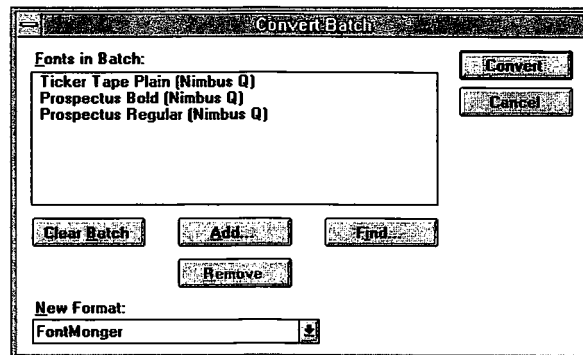 Convert Batch
Fonts in Batch:
Convert
Ticker Tape Plain (Nimbus Q)
Prospectus Bold (Nimbus Q)
Prospectus Regular (Nimbus Q)
Cancel
Clear Batch
Add...
Find...
Remove
New Format:
FontMonger